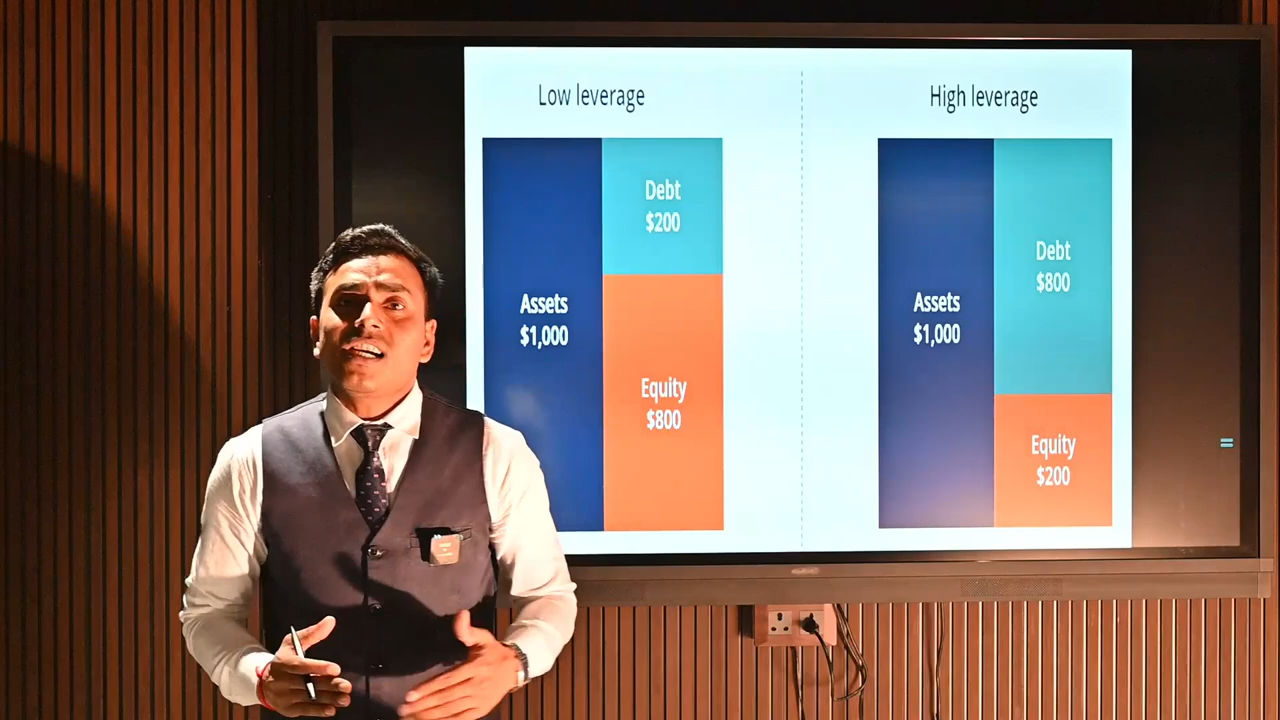 Low leverage
High leverage
Assets
$1,000
Debt
$200
Equity
$800
Assets
$1,000
Debt
$800
Equity
$200